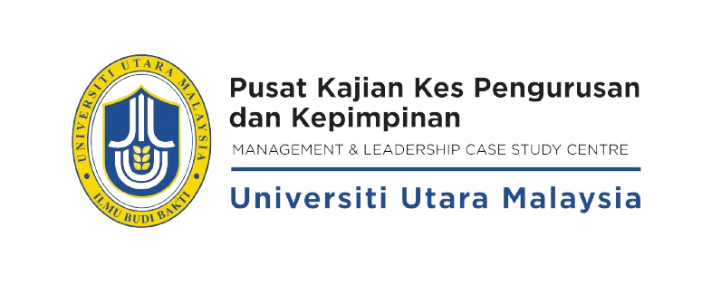 UNIVERSITI UTARA MALAYSIA
ILMU BUDI BAKTI
Pusat Kajian Kes Pengurusan
dan Kepimpinan
MANAGEMENT & LEADERSHIP CASE STUDY CENTRE
Universiti Utara Malaysia